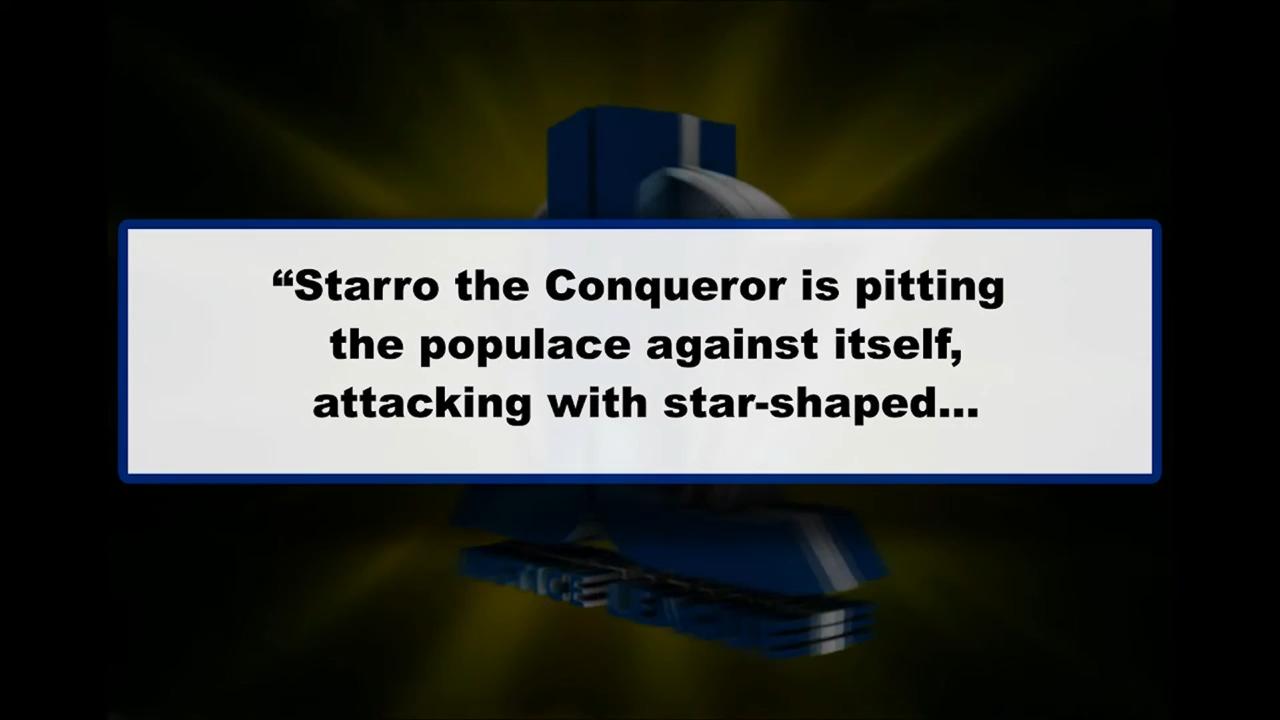 “Starro the Conqueror is pitting
the populace against itself,
attacking with star-shaped...